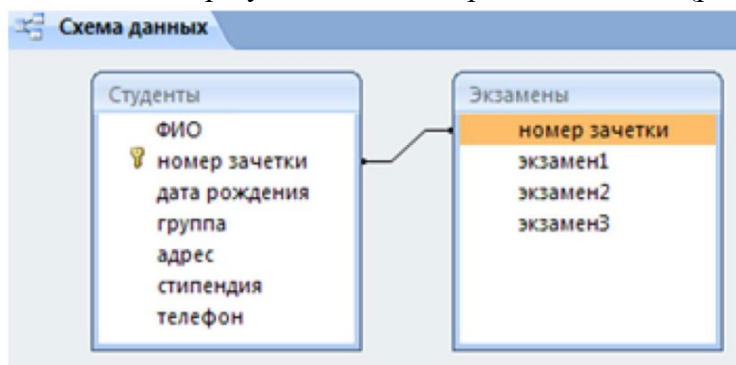 Схема данных
Студенты
ФИО
номер зачетки
дата рождения
группа
адрес
стипендия
телефон
Экзамены
номер зачетки
экзамен1
экзамен2
экзамен3